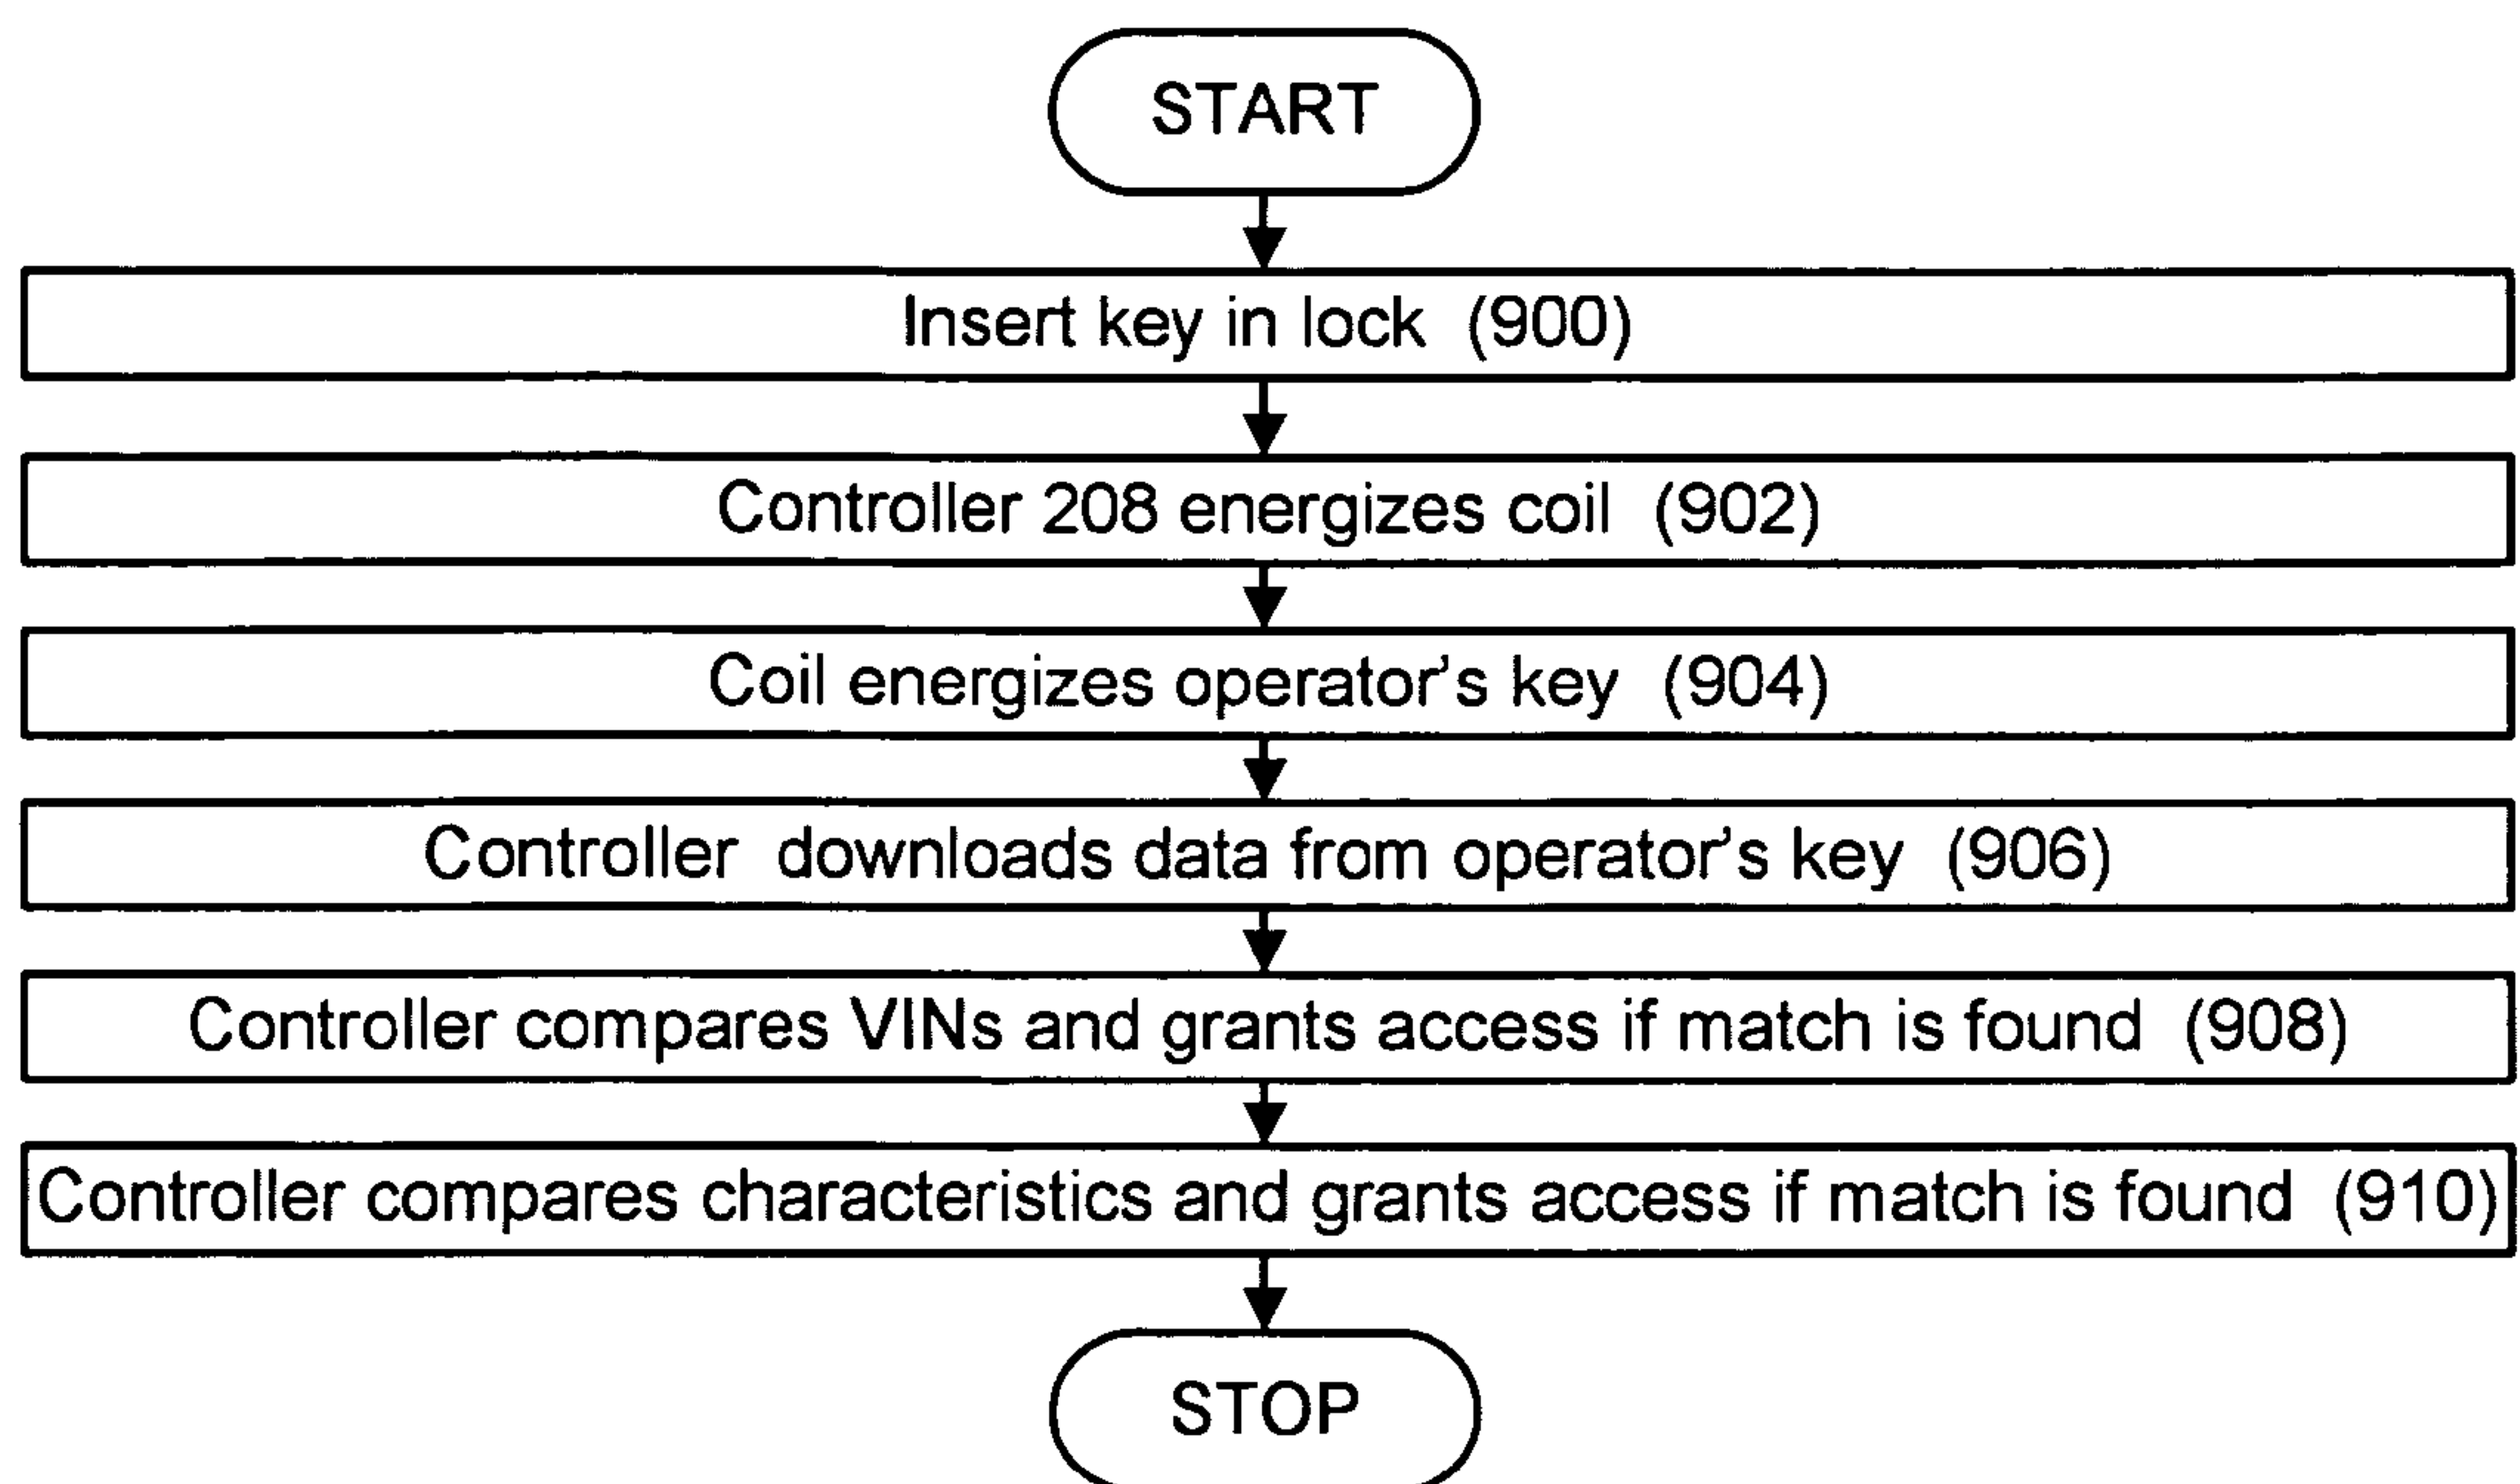 START
Insert key in lock (900)
Controller 208 energizes coil (902)
Coil energizes operator's key (904)
Controller downloads data from operator's key (906)
Controller compares VINs and grants access if match is found (908)
Controller compares characteristics and grants access if match is found (910)
STOP